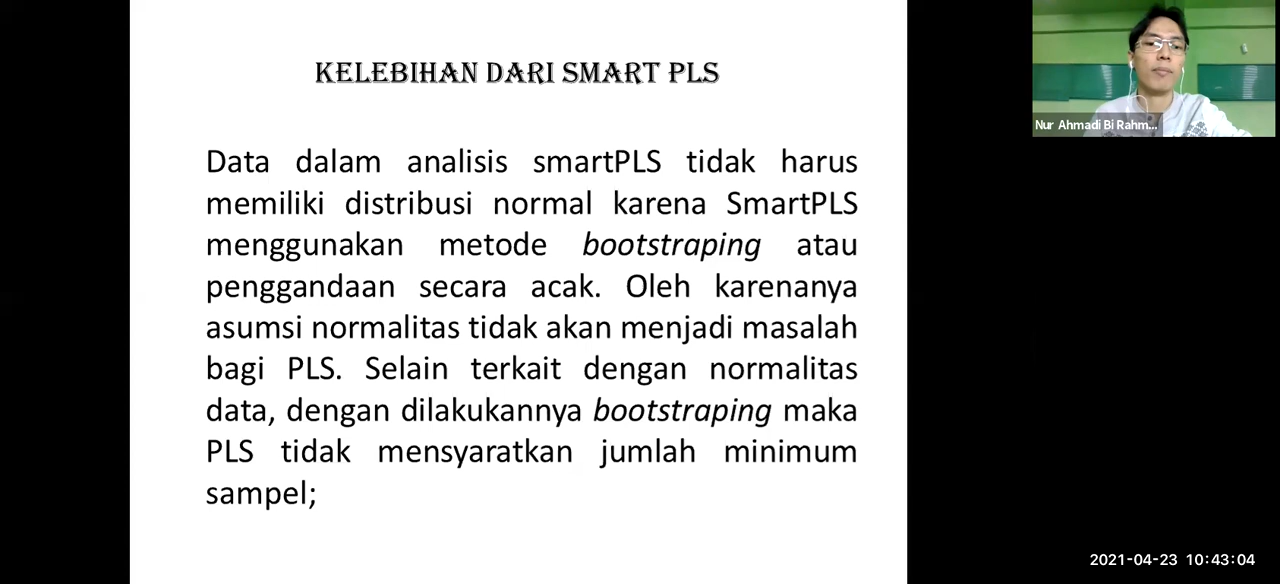 KELEBIHAN DARI SMART PLS
Data dalam analisis smartPLS tidak harus
memiliki distribusi normal karena SmartPLS
menggunakan metode bootstraping atau
penggandaan secara acak. Oleh karenanya
asumsi normalitas tidak akan menjadi masalah
bagi PLS. Selain terkait dengan normalitas
data, dengan dilakukannya bootstraping maka
PLS tidak mensyaratkan jumlah minimum
sampel;
Nur Ahmadi Bi Rahm...
2021-04-23 10:43:04